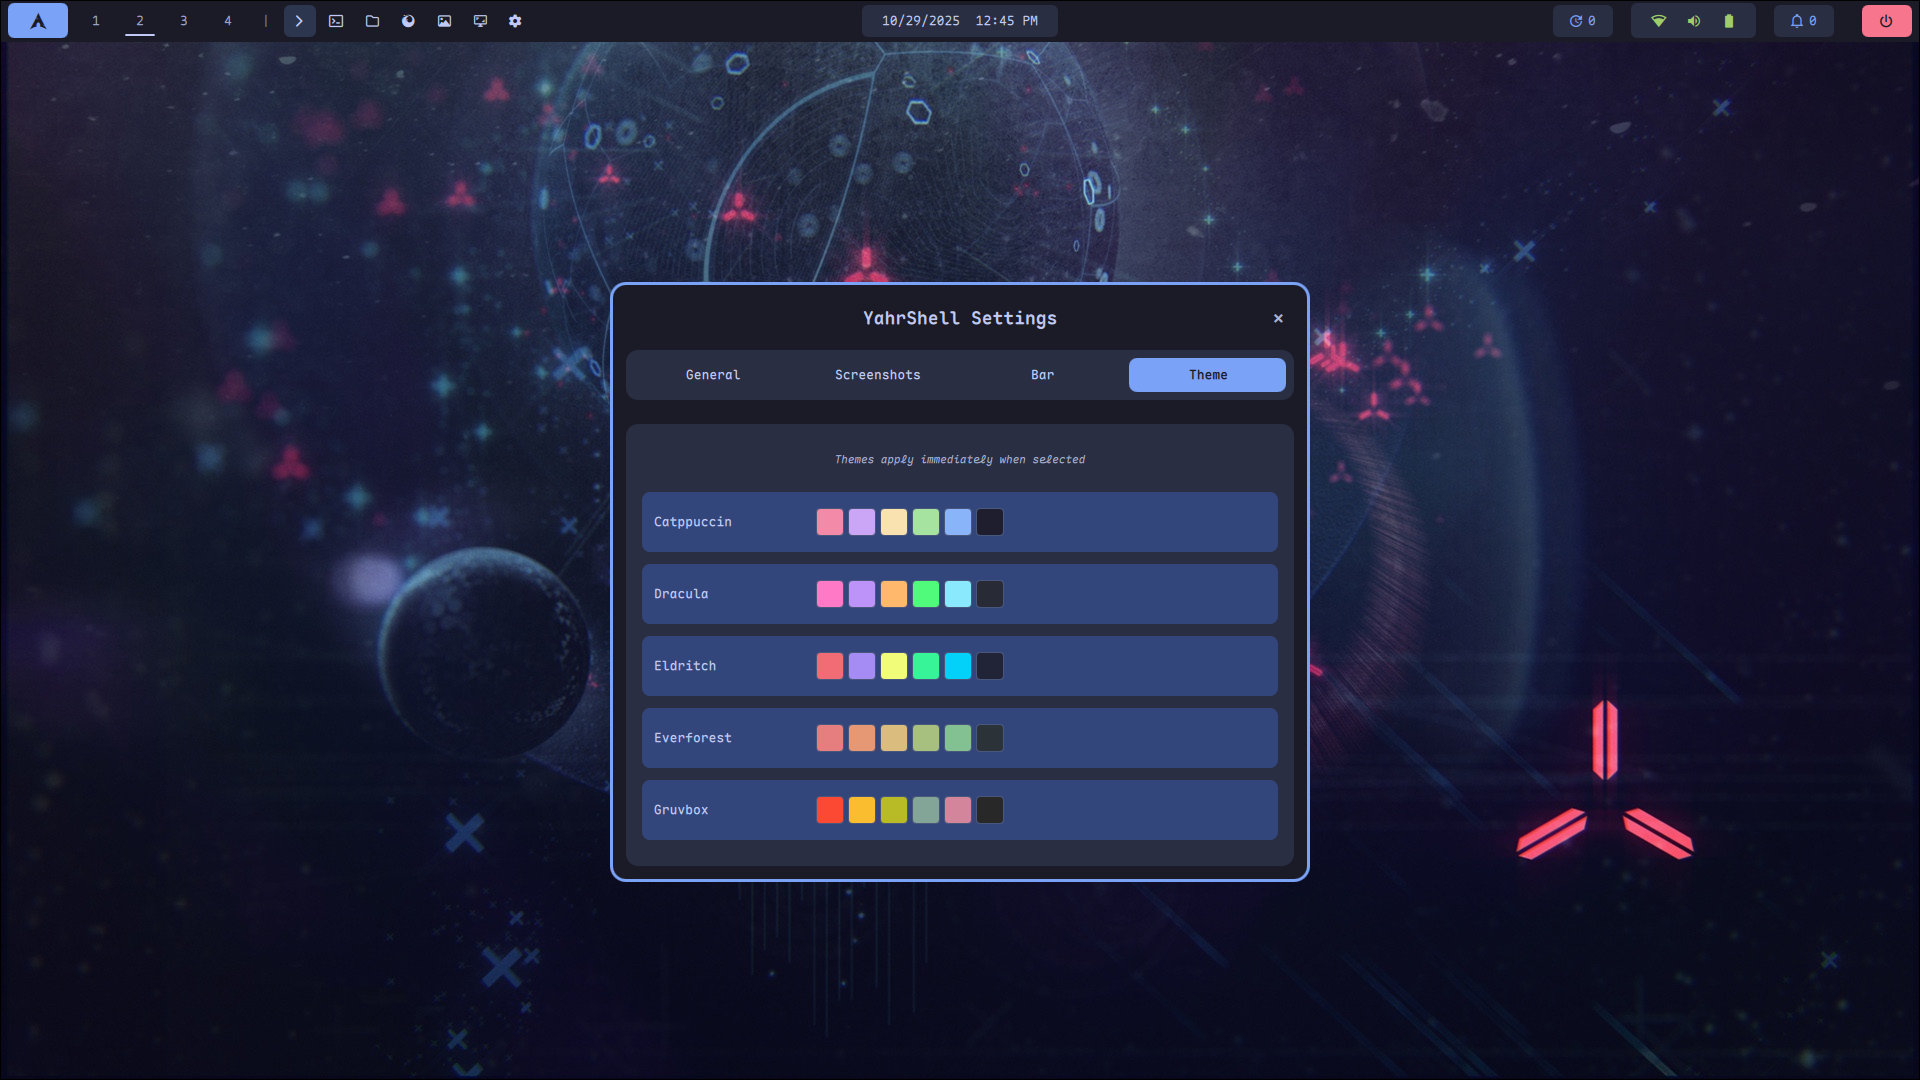 1 2 3 4 | 10/29/2025 12:45 PM 0 0
YahrShell Settings ×
General Screenshots Bar Theme
Themes apply immediately when selected
Catppuccin
Dracula
Eldritch
Everforest
Gruvbox